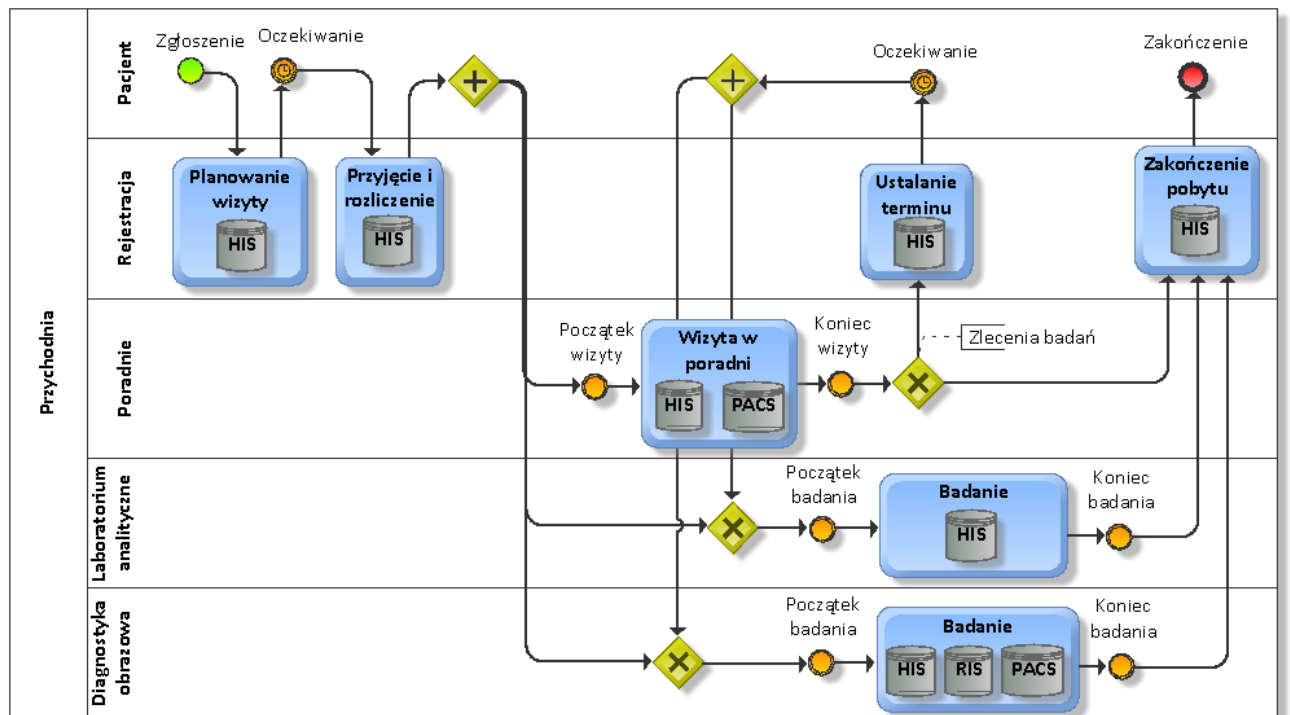 Przychodnia
Pacjent
Zgłoszenie
Oczekiwanie
Oczekiwanie
Zakończenie
Rejestracja
Planowanie
wizyty
HIS
Przyjęcie i
rozliczenie
HIS
Ustalanie
terminu
HIS
Zakończenie
pobytu
HIS
Poradnie
Początek
wizyty
Wizyta w
poradni
HIS
PACS
Koniec
wizyty
Zlecenia badań
Laboratorium
analityczne
Początek
badania
Badanie
HIS
Koniec
badania
Diagnostyka
obrazowa
Początek
badania
Badanie
HIS
RIS
PACS
Koniec
badania